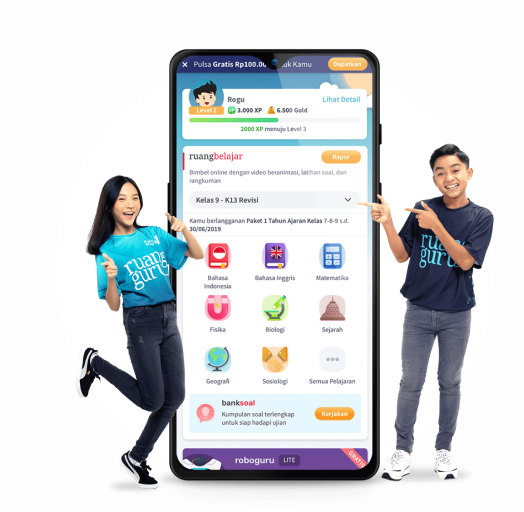 Pulsa Gratis Rp100.00 uk Kamu
Dapatkan
Rogu
Lihat Detail
Level 2
XP 3.000 XP
6.500 Gold
2000 XP menuju Level 3
ruangbelajar
Rapor
Bimbel online dengan video beranimasi, latihan soal, dan
rangkuman
Kelas 9 - K13 Revisi
Kamu berlangganan Paket 1 Tahun Ajaran Kelas 7-8-9 s.d.
30/06/2019
Bahasa
Indonesia
Bahasa Inggris
Matematika
Fisika
Biologi
Sejarah
Geografi
Sosiologi
Semua Pelajaran
banksoal
Kumpulan soal terlengkap
untuk siap hadapi ujian
Kerjakan
roboguru LITE
GRATIS
ruang
guru
ruang
guru